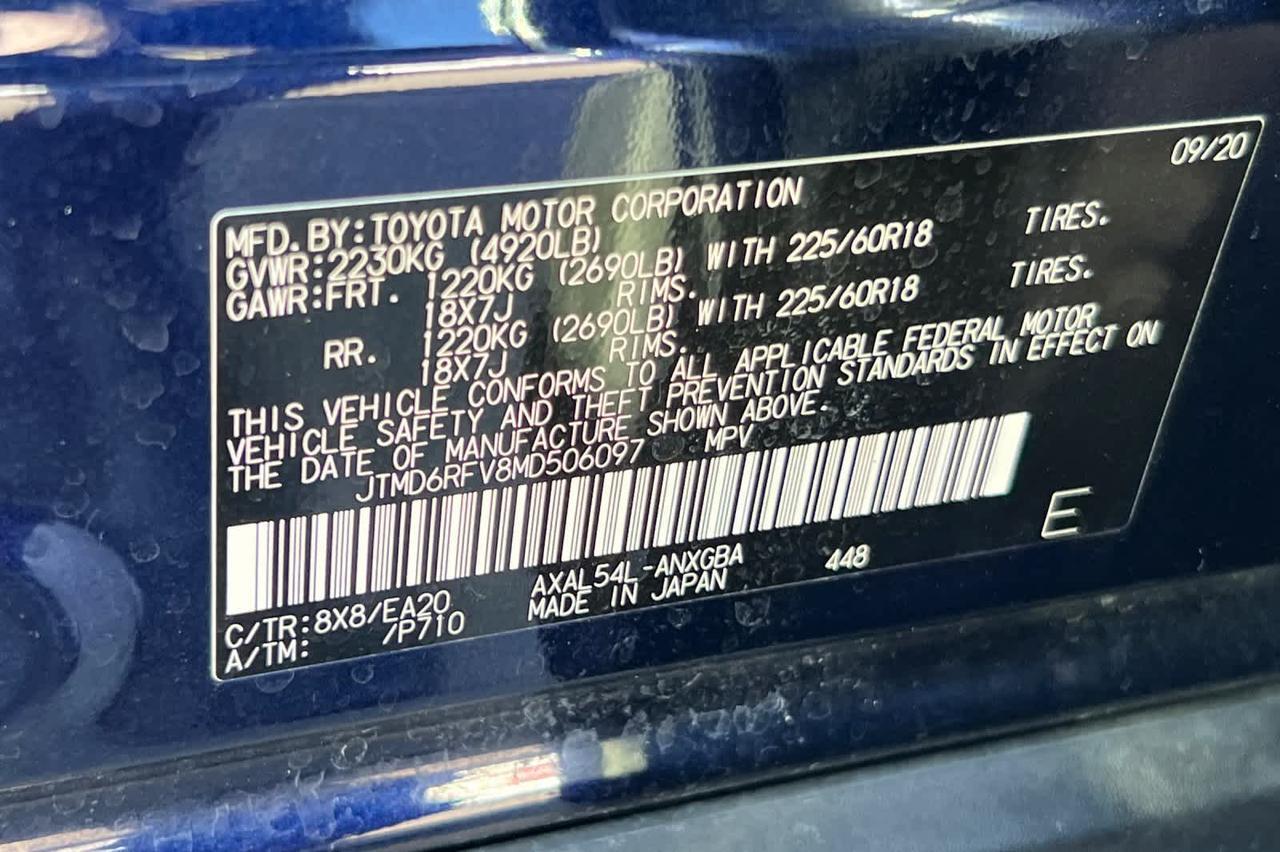 09/20
MFD. BY: TOYOTA MOTOR CORPORATION
GVWR: 2230KG (4920LB)
GAWR: FRT. 1220KG (2690LB) WITH 225/60R18 TIRES.
18X7J RIMS.
RR. 1220KG (2690LB) WITH 225/60R18 TIRES.
18X7J RIMS.
THIS VEHICLE CONFORMS TO ALL APPLICABLE FEDERAL MOTOR
VEHICLE SAFETY AND THEFT PREVENTION STANDARDS IN EFFECT ON
THE DATE OF MANUFACTURE SHOWN ABOVE.
JTMD6RFV8MD506097 MPV
E
C/TR: 8X8/EA20 AXAL54L-ANXGBA 448
A/TM: /P710 MADE IN JAPAN